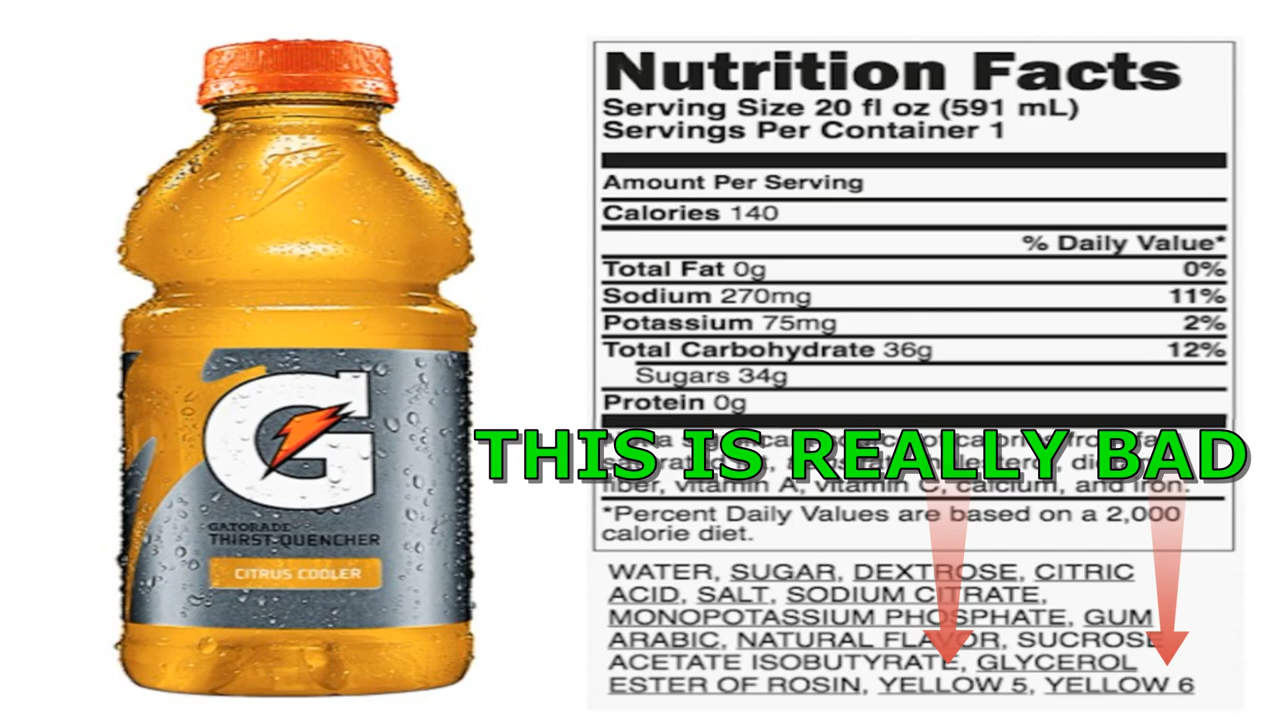 G
GATORADE
THIRST QUENCHER
CITRUS COOLER
Nutrition Facts
Serving Size 20 fl oz (591 mL)
Servings Per Container 1
Amount Per Serving
Calories 140
% Daily Value*
Total Fat 0g 0%
Sodium 270mg 11%
Potassium 75mg 2%
Total Carbohydrate 36g 12%
Sugars 34g
Protein 0g
THIS IS REALLY BAD
fiber, vitamin A, vitamin C, calcium, and iron.
*Percent Daily Values are based on a 2,000
calorie diet.
WATER, SUGAR, DEXTROSE, CITRIC
ACID, SALT, SODIUM CITRATE,
MONOPOTASSIUM PHOSPHATE, GUM
ARABIC, NATURAL FLAVOR, SUCROSE
ACETATE ISOBUTYRATE, GLYCEROL
ESTER OF ROSIN, YELLOW 5, YELLOW 6